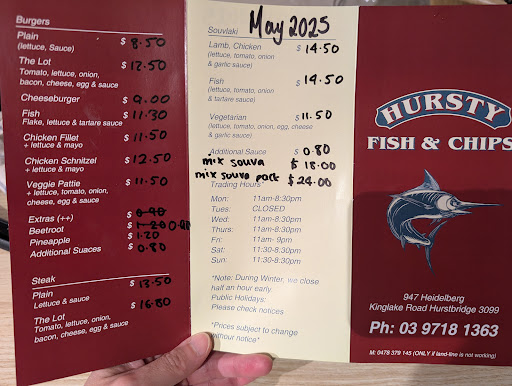 Burgers
Plain $ 8.50
(lettuce, Sauce)
The Lot $ 12.50
Tomato, lettuce, onion,
bacon, cheese, egg & sauce
Cheeseburger $ 9.00
Fish $ 11.30
Flake, lettuce & tartare sauce
Chicken Fillet $ 11.50
+ lettuce & mayo
Chicken Schnitzel $ 12.50
+ lettuce & mayo
Veggie Pattie $ 11.50
+ lettuce, tomato, onion,
cheese, egg & sauce
Extras (++) $ 0.90
Beetroot $ 1.20
Pineapple $ 1.20
Additional Suaces $ 0.80
Steak
Plain $ 13.50
Lettuce & sauce
The Lot $ 16.80
Tomato, lettuce, onion,
bacon, cheese, egg & sauce
May 2025
Souvlaki
Lamb, Chicken $ 14.50
(lettuce, tomato, onion
& garlic sauce)
Fish $ 14.50
(lettuce, tomato, onion
& tartare sauce)
Vegetarian $ 11.50
(lettuce, tomato, onion, egg, cheese
& garlic sauce)
Additional Sauce $ 0.80
mix souva $ 18.00
mix souva pack $ 24.00
Trading Hours*
Mon: 11am-8:30pm
Tues: CLOSED
Wed: 11am-8:30pm
Thurs: 11am-8:30pm
Fri: 11am- 9pm
Sat: 11:30-8:30pm
Sun: 11:30-8:30pm
*Note: During Winter, we close
half an hour early.
Public Holidays:
Please check notices
*Prices subject to change
withour notice*
HURSTY
FISH & CHIPS
947 Heidelberg
Kinglake Road Hurstbridge 3099
Ph: 03 9718 1363
M: 0478 379 145 (ONLY if land-line is not working)